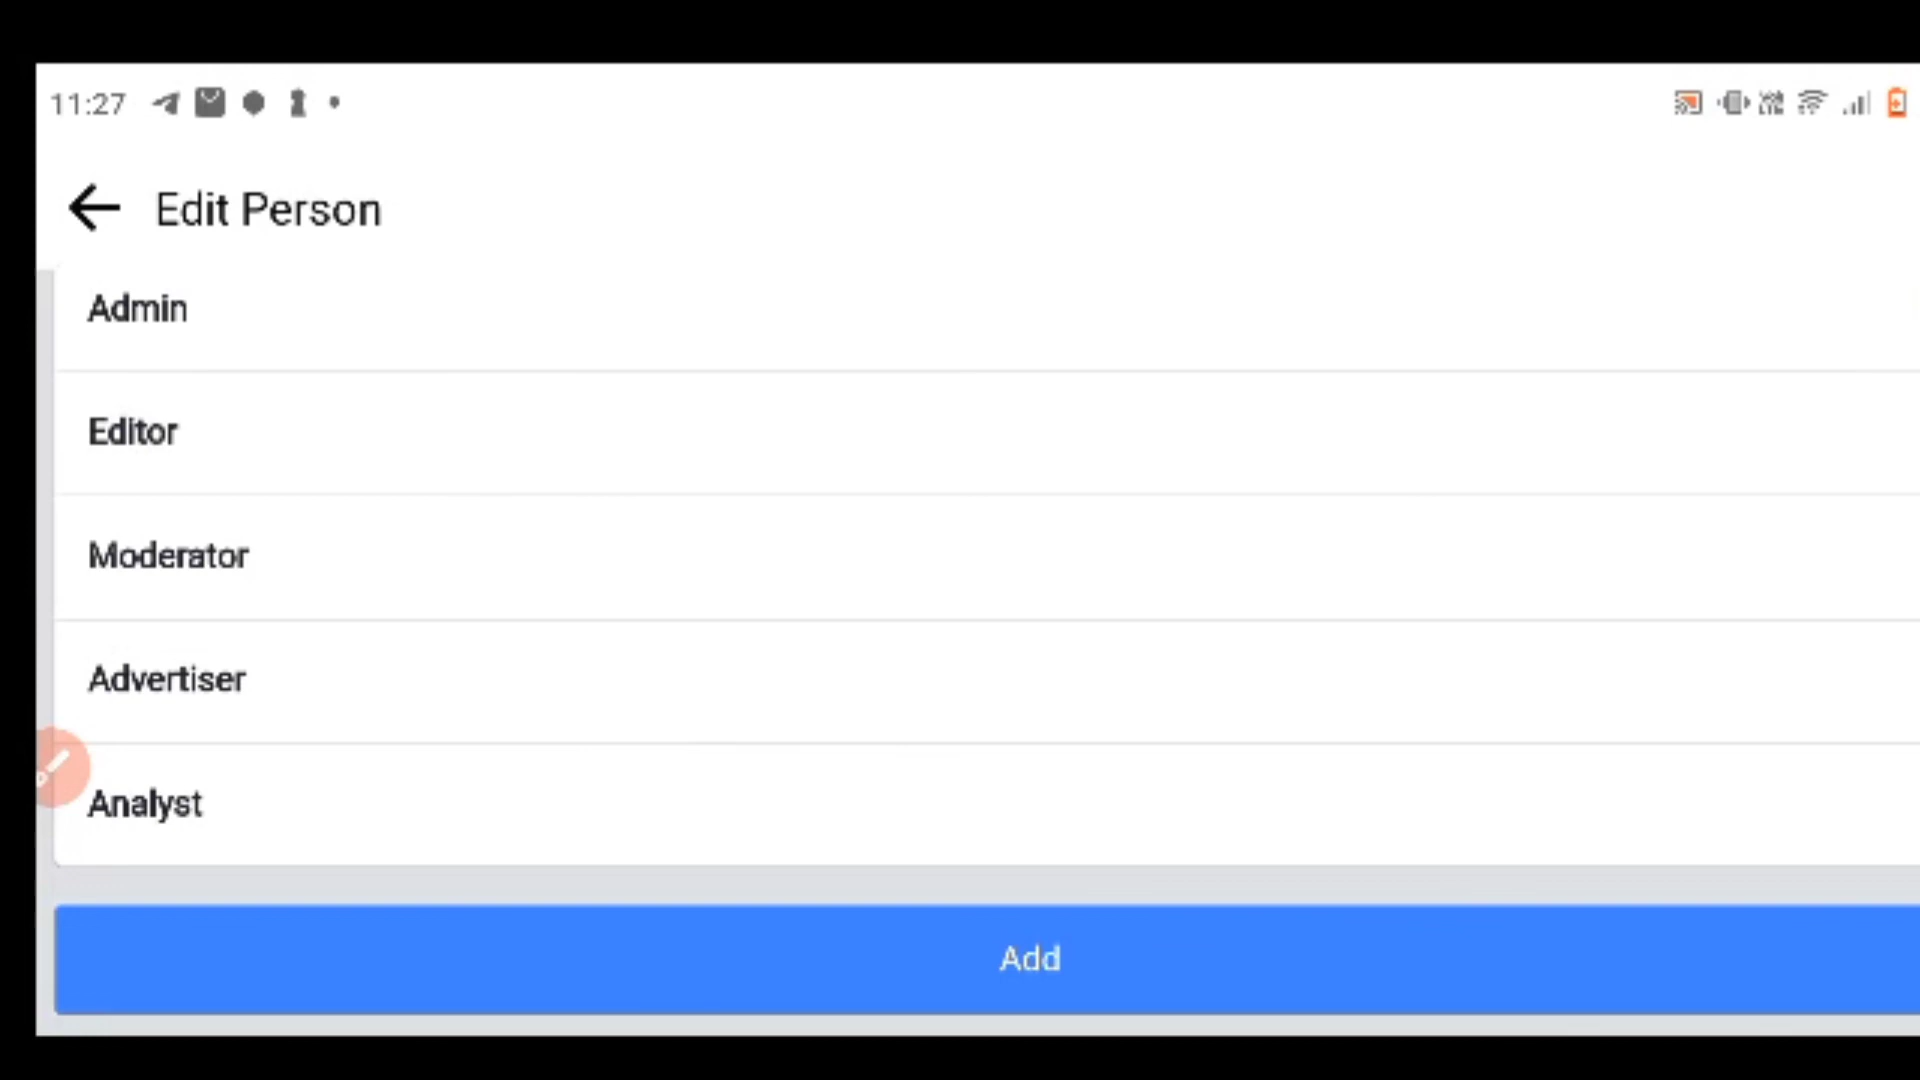 11:27
Edit Person
Admin
Editor
Moderator
Advertiser
Analyst
Add